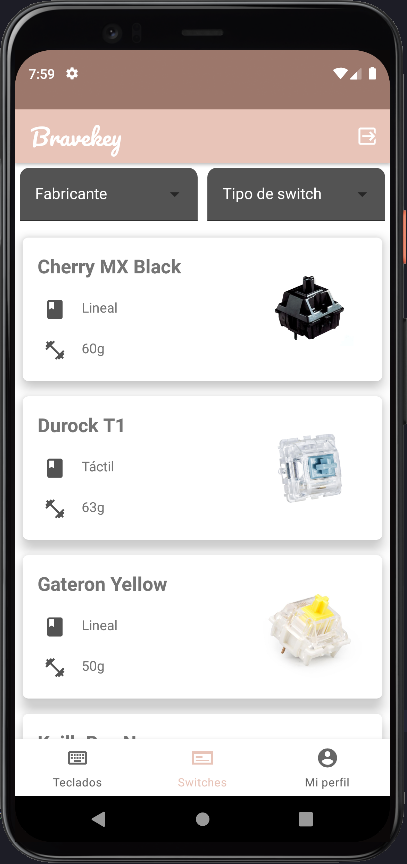 7:59
Bravekey
Fabricante Tipo de switch
Cherry MX Black
Lineal
60g
Durock T1
Táctil
63g
Gateron Yellow
Lineal
50g
Teclados Switches Mi perfil